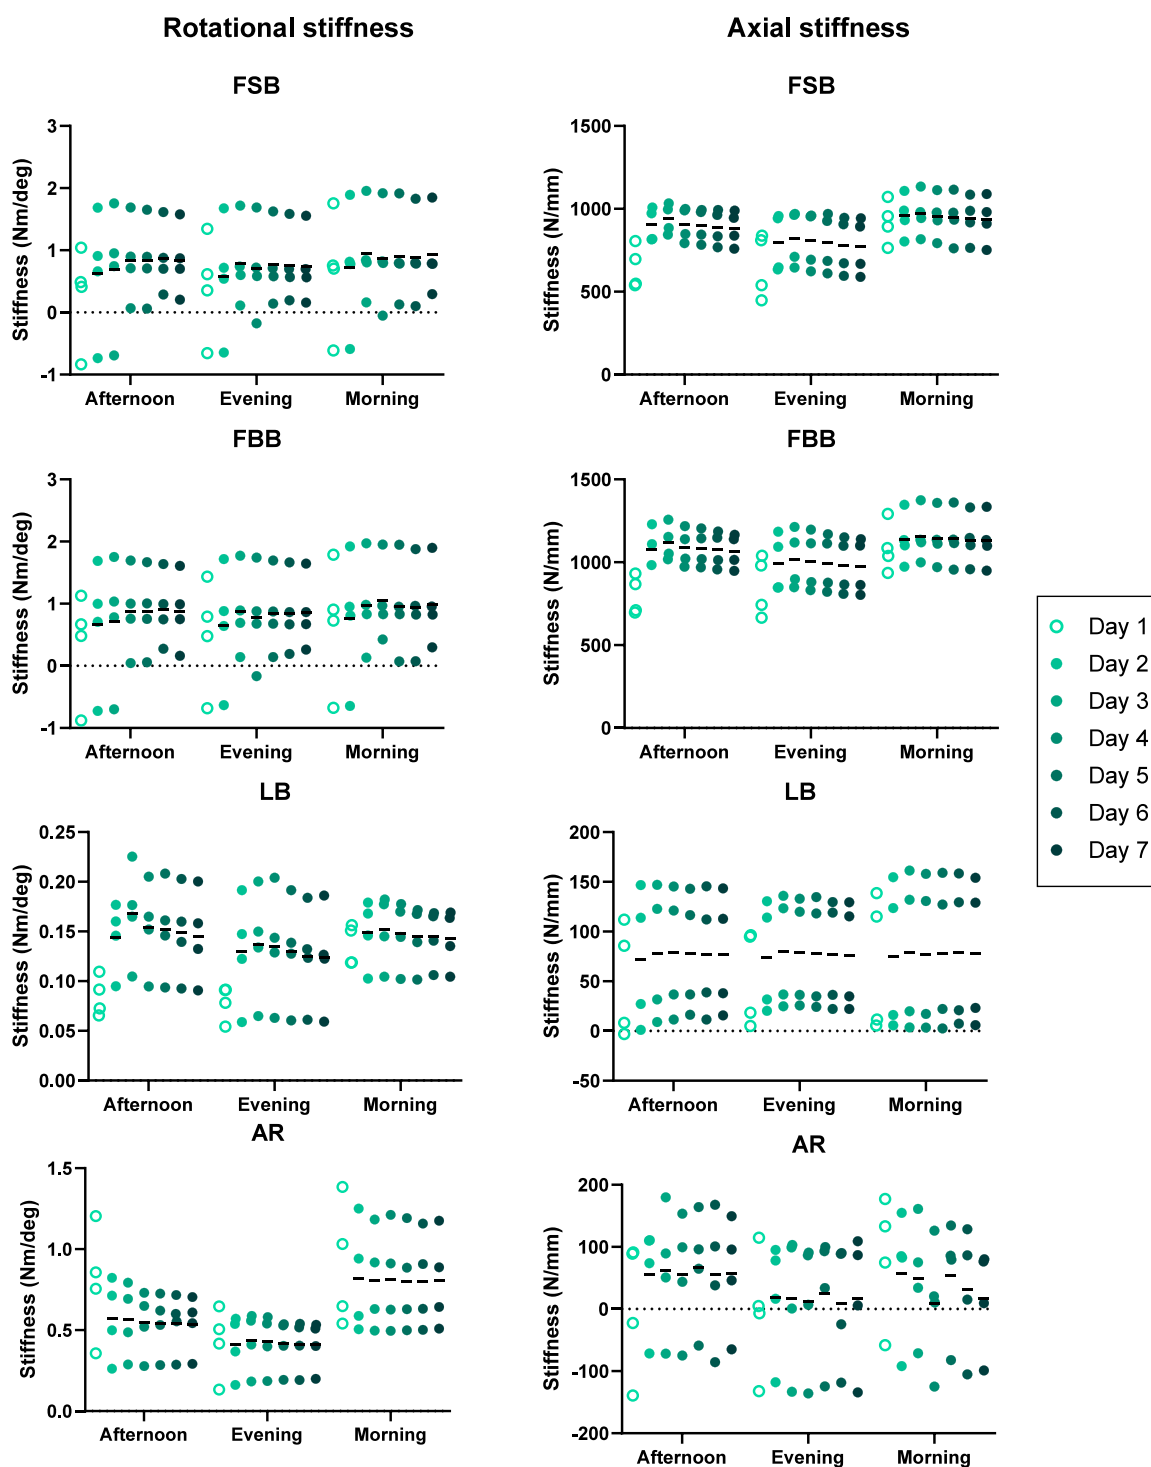 Rotational stiffness
Axial stiffness
FSB
FSB
Stiffness (Nm/deg)
3
2
1
0
-1
Afternoon Evening Morning
Stiffness (N/mm)
1500
1000
500
0
Afternoon Evening Morning
FBB
FBB
Stiffness (Nm/deg)
3
2
1
0
-1
Afternoon Evening Morning
Stiffness (N/mm)
1500
1000
500
0
Afternoon Evening Morning
Day 1
Day 2
Day 3
Day 4
Day 5
Day 6
Day 7
LB
LB
Stiffness (Nm/deg)
0.25
0.20
0.15
0.10
0.05
0.00
Afternoon Evening Morning
Stiffness (N/mm)
200
150
100
50
0
-50
Afternoon Evening Morning
AR
AR
Stiffness (Nm/deg)
1.5
1.0
0.5
0.0
Afternoon Evening Morning
Stiffness (N/mm)
200
100
0
-100
-200
Afternoon Evening Morning